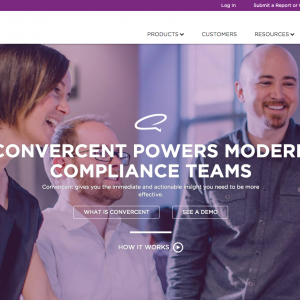 Log In Submit a Report or
PRODUCTS CUSTOMERS RESOURCES
CONVERCENT POWERS MODERN
COMPLIANCE TEAMS
Convercent gives you the immediate and actionable insight you need to be more
effective.
WHAT IS CONVERCENT SEE A DEMO
HOW IT WORKS